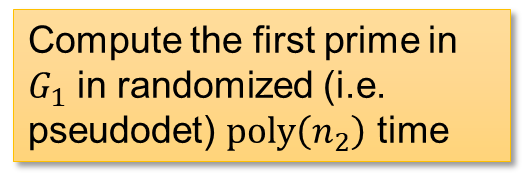 Compute the first prime in
G₁ in randomized (i.e.
pseudodet) poly(n₂) time